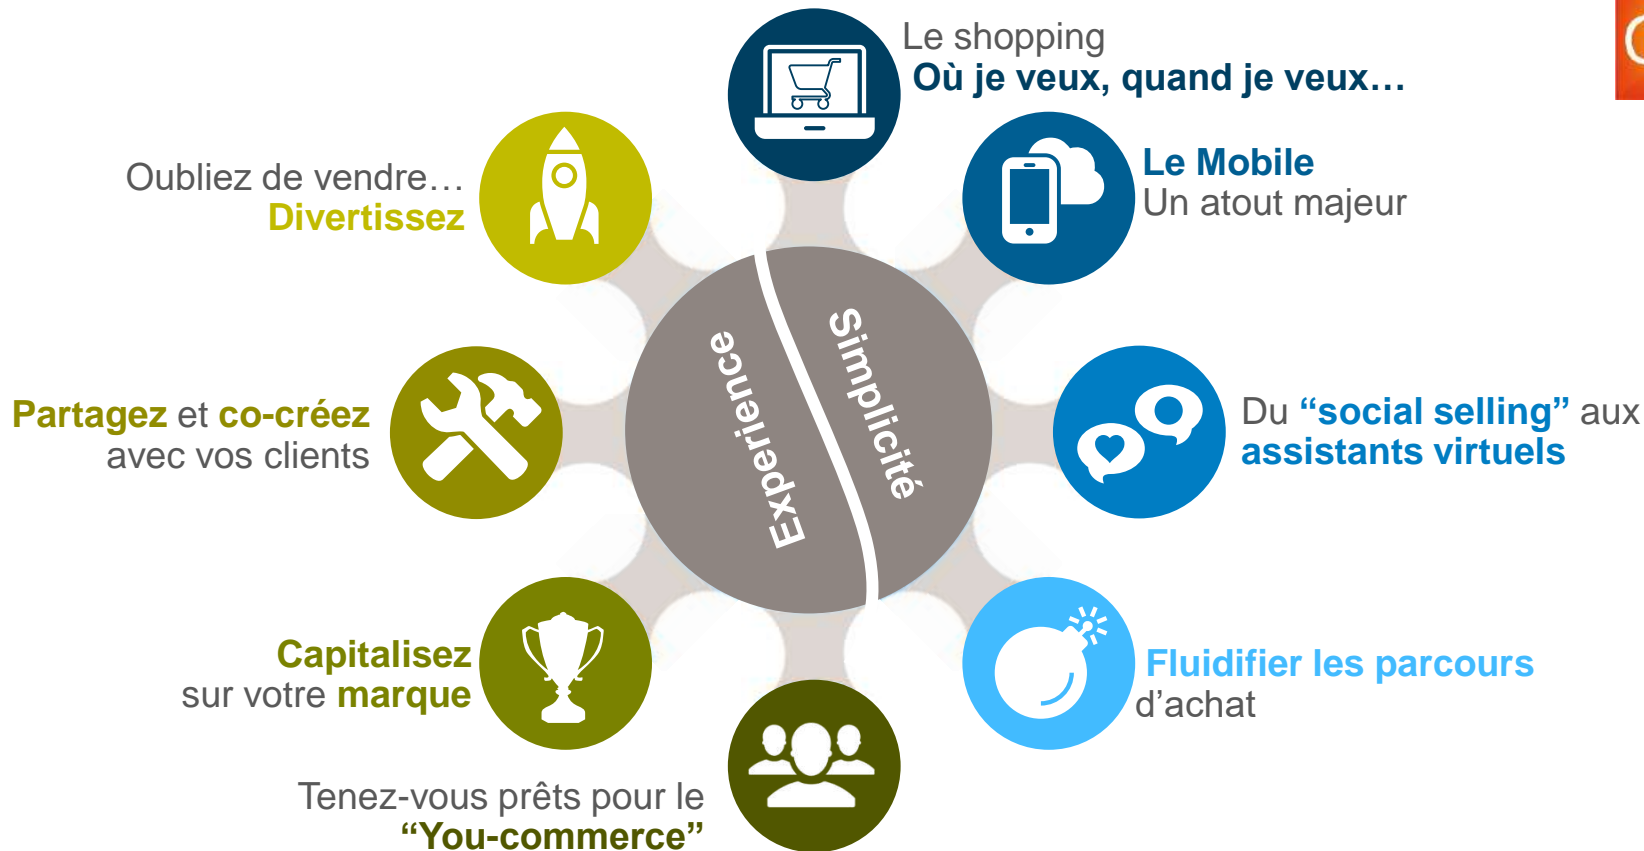 Le shopping
Où je veux, quand je veux…
Le Mobile
Un atout majeur
Du “social selling” aux
assistants virtuels
Fluidifier les parcours
d’achat
Tenez-vous prêts pour le
“You-commerce”
Capitalisez
sur votre marque
Partagez et co-créez
avec vos clients
Oubliez de vendre…
Divertissez
Experience
Simplicité